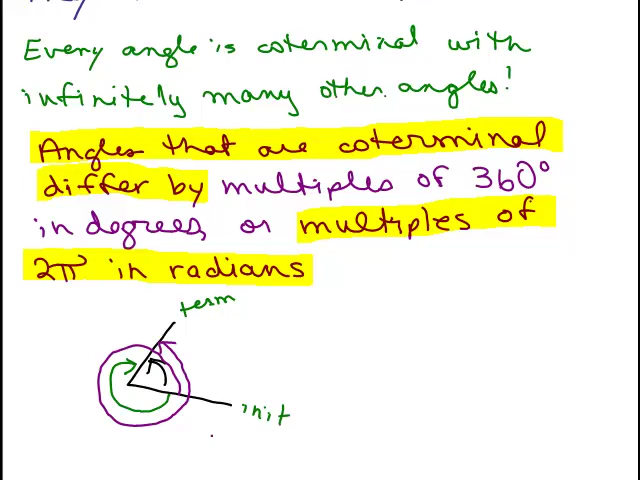 Every angle is coterminal with
infinitely many other angles!
Angles that are coterminal
differ by multiples of 360°
in degrees or multiples of
2π in radians
term
init